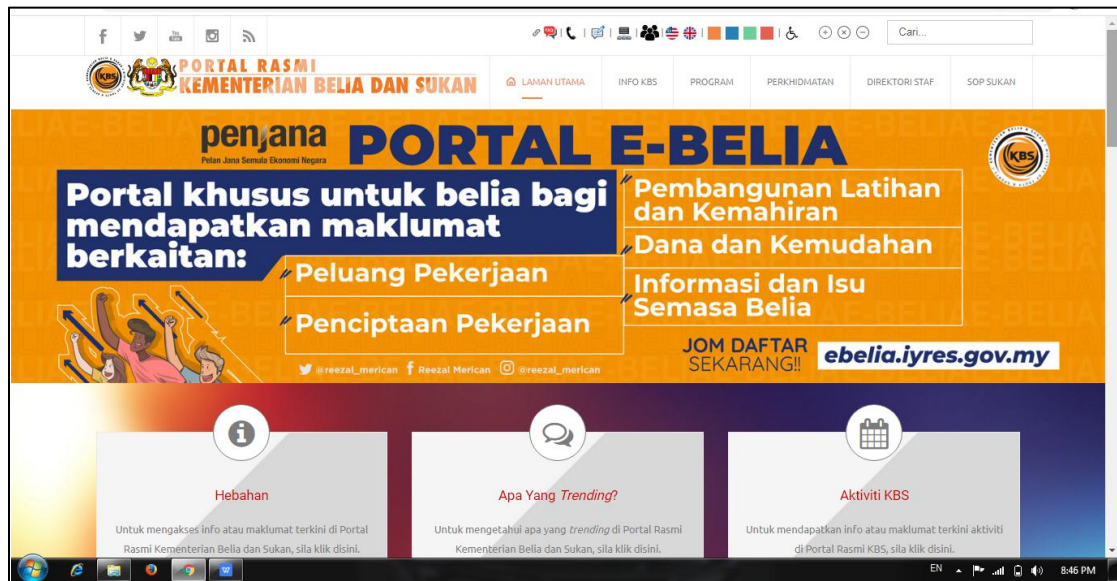 Cari...
PORTAL RASMI
KEMENTERIAN BELIA DAN SUKAN
LAMAN UTAMA
INFO KBS
PROGRAM
PERKHIDMATAN
DIREKTORI STAF
SOP SUKAN
penjana
Pelan Jana Semula Ekonomi Negara
PORTAL E-BELIA
KBS
Portal khusus untuk belia bagi
mendapatkan maklumat
berkaitan:
Peluang Pekerjaan
Penciptaan Pekerjaan
Pembangunan Latihan
dan Kemahiran
Dana dan Kemudahan
Informasi dan Isu
Semasa Belia
@reezal_merican Reezal Merican @reezal_merican
JOM DAFTAR
SEKARANG!!
ebelia.iyres.gov.my
Hebahan
Untuk mengakses info atau maklumat terkini di Portal
Rasmi Kementerian Belia dan Sukan, sila klik disini.
Apa Yang Trending?
Untuk mengetahui apa yang trending di Portal Rasmi
Kementerian Belia dan Sukan, sila klik disini.
Aktiviti KBS
Untuk mendapatkan info atau maklumat terkini aktiviti
di Portal Rasmi KBS, sila klik disini.
EN
8:46 PM